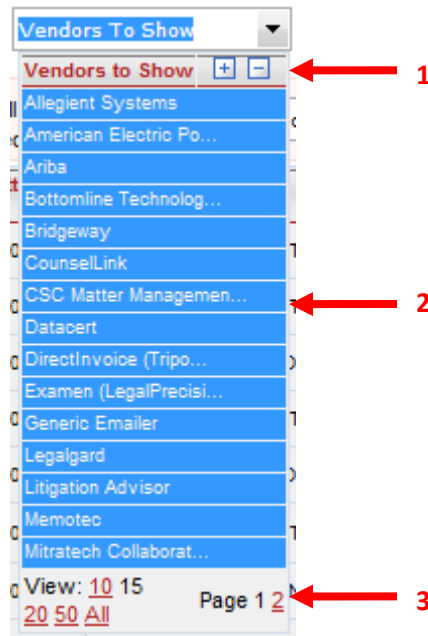 Vendors To Show
Vendors to Show + − 1
Allegient Systems
American Electric Po...
Ariba
Bottomline Technolog...
Bridgeway
CounselLink
CSC Matter Managemen... 2
Datacert
DirectInvoice (Tripo...
Examen (LegalPrecisi...
Generic Emailer
Legalgard
Litigation Advisor
Memotec
Mitratech Collaborat...
View: 10 15
20 50 All Page 1 2 3